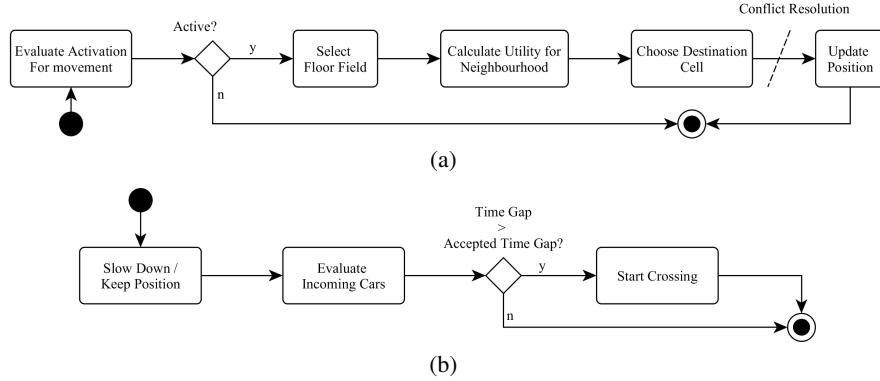 Conflict Resolution
Active?
Evaluate Activation
For movement
y
Select
Floor Field
Calculate Utility for
Neighbourhood
Choose Destination
Cell
Update
Position
n
(a)
Time Gap
>
Accepted Time Gap?
Slow Down /
Keep Position
Evaluate
Incoming Cars
y
Start Crossing
n
(b)